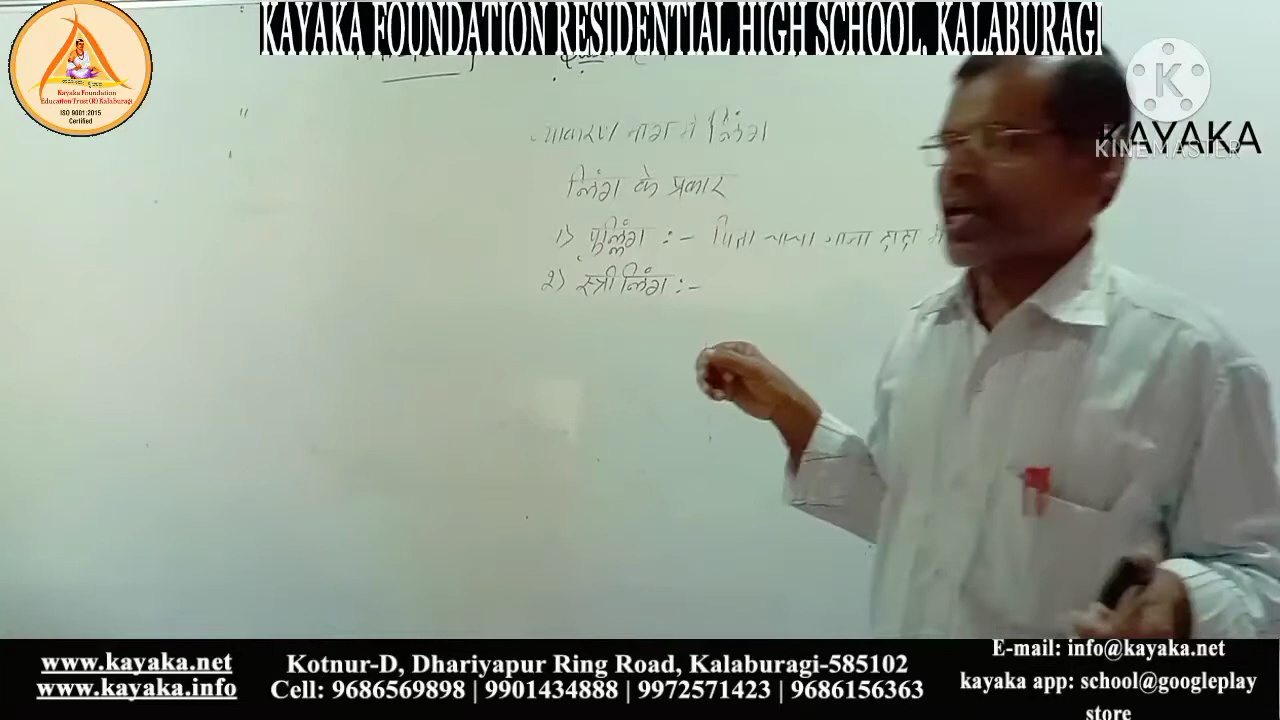 KAYAKA FOUNDATION RESIDENTIAL HIGH SCHOOL, KALABURAGI
Kayaka Foundation
Education Trust (R) Kalaburagi
ISO 9001:2015
Certified
K
KAYAKA
KINEMASTER
व्याकरण भाग में लिंग
लिंग के प्रकार
1) पुल्लिंग :- पिता चाचा दादा
२) स्त्रीलिंग :-
www.kayaka.net
www.kayaka.info
Kotnur-D, Dhariyapur Ring Road, Kalaburagi-585102
Cell: 9686569898 | 9901434888 | 9972571423 | 9686156363
E-mail: info@kayaka.net
kayaka app: school@googleplay
store